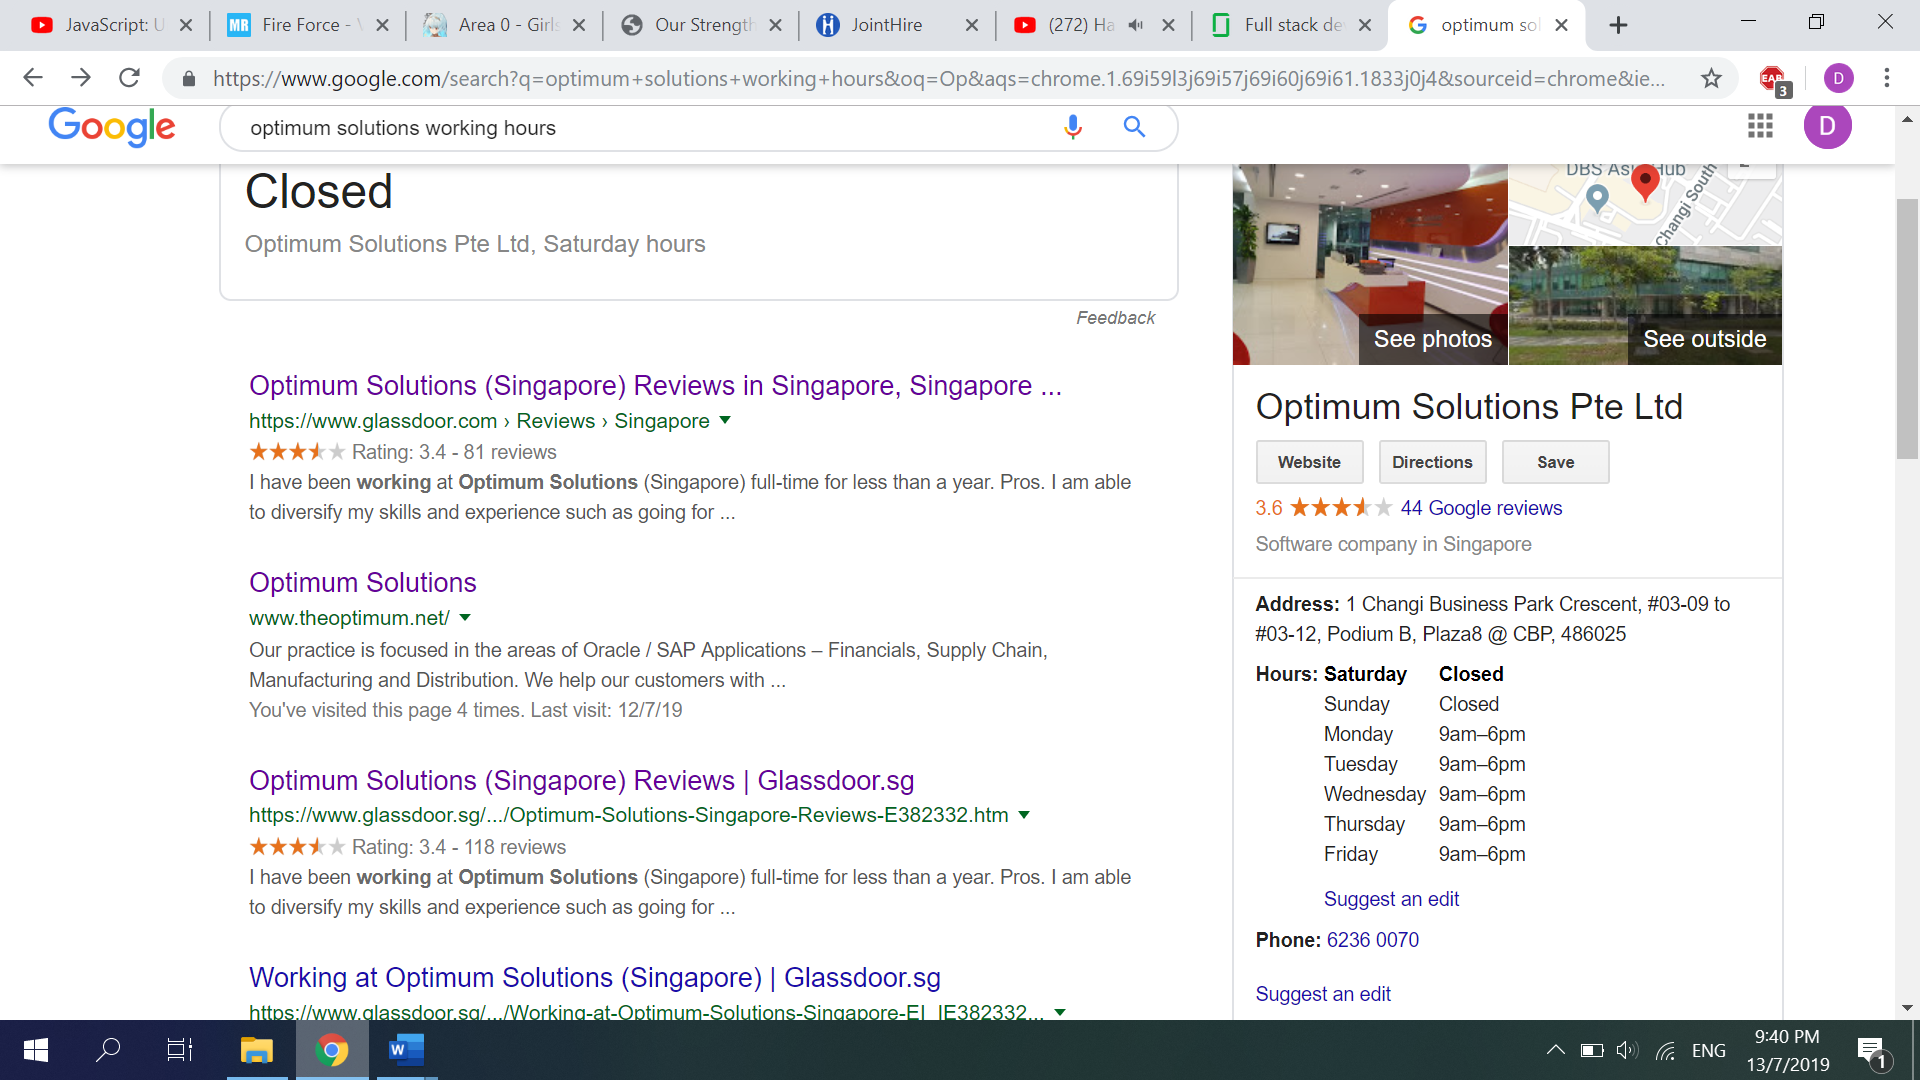 JavaScript: U
Fire Force - \
Area 0 - Girls
Our Strength
JointHire
(272) Ha
Full stack de
optimum sol
https://www.google.com/search?q=optimum+solutions+working+hours&oq=Op&aqs=chrome.1.69i59l3j69i57j69i60j69i61.1833j0j4&sourceid=chrome&ie...
3
D
Google
optimum solutions working hours
D
Closed
Optimum Solutions Pte Ltd, Saturday hours
Feedback
Optimum Solutions (Singapore) Reviews in Singapore, Singapore ...
https://www.glassdoor.com › Reviews › Singapore
Rating: 3.4 - 81 reviews
I have been working at Optimum Solutions (Singapore) full-time for less than a year. Pros. I am able
to diversify my skills and experience such as going for ...
Optimum Solutions
www.theoptimum.net/
Our practice is focused in the areas of Oracle / SAP Applications – Financials, Supply Chain,
Manufacturing and Distribution. We help our customers with ...
You've visited this page 4 times. Last visit: 12/7/19
Optimum Solutions (Singapore) Reviews | Glassdoor.sg
https://www.glassdoor.sg/.../Optimum-Solutions-Singapore-Reviews-E382332.htm
Rating: 3.4 - 118 reviews
I have been working at Optimum Solutions (Singapore) full-time for less than a year. Pros. I am able
to diversify my skills and experience such as going for ...
Working at Optimum Solutions (Singapore) | Glassdoor.sg
https://www.glassdoor.sg/.../Working-at-Optimum-Solutions-Singapore-EI_IE382332...
DBS Asia Hub
Changi South
See photos
See outside
Optimum Solutions Pte Ltd
Website Directions Save
3.6 44 Google reviews
Software company in Singapore
Address: 1 Changi Business Park Crescent, #03-09 to
#03-12, Podium B, Plaza8 @ CBP, 486025
Hours: Saturday Closed
Sunday Closed
Monday 9am–6pm
Tuesday 9am–6pm
Wednesday 9am–6pm
Thursday 9am–6pm
Friday 9am–6pm
Suggest an edit
Phone: 6236 0070
Suggest an edit
ENG
9:40 PM
13/7/2019
1